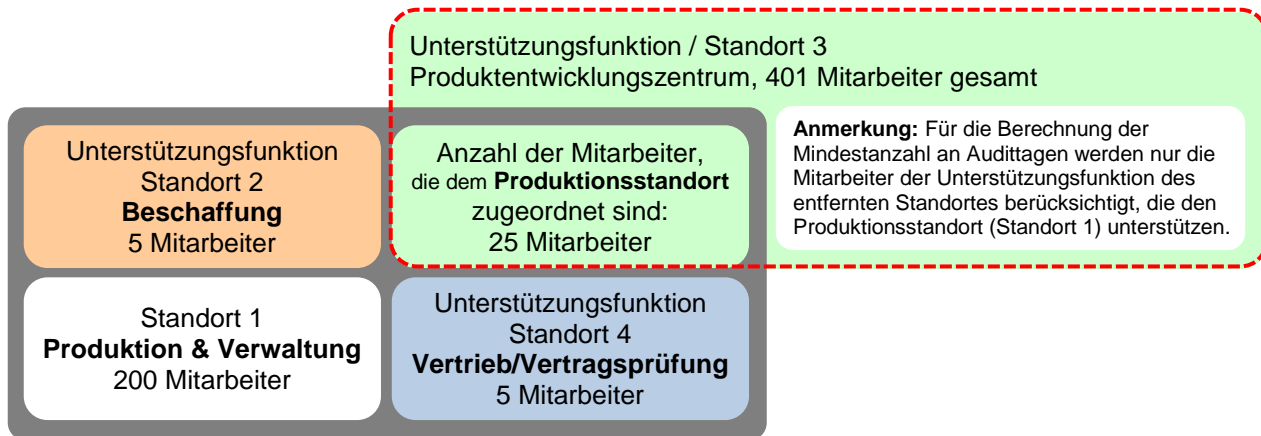 Unterstützungsfunktion / Standort 3
Produktentwicklungszentrum, 401 Mitarbeiter gesamt
Unterstützungsfunktion
Standort 2
Beschaffung
5 Mitarbeiter
Anzahl der Mitarbeiter,
die dem Produktionsstandort
zugeordnet sind:
25 Mitarbeiter
Anmerkung: Für die Berechnung der
Mindestanzahl an Audittagen werden nur die
Mitarbeiter der Unterstützungsfunktion des
entfernten Standortes berücksichtigt, die den
Produktionsstandort (Standort 1) unterstützen.
Standort 1
Produktion & Verwaltung
200 Mitarbeiter
Unterstützungsfunktion
Standort 4
Vertrieb/Vertragsprüfung
5 Mitarbeiter